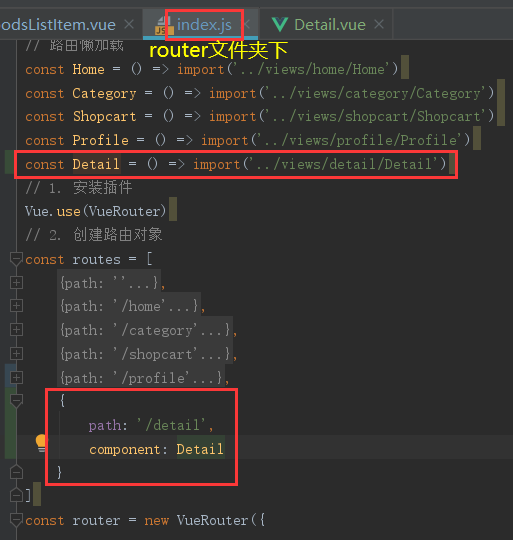 odsListItem.vue × index.js × Detail.vue ×
// 路由懒加载 router文件夹下
const Home = () => import('../views/home/Home')
const Category = () => import('../views/category/Category')
const Shopcart = () => import('../views/shopcart/Shopcart')
const Profile = () => import('../views/profile/Profile')
const Detail = () => import('../views/detail/Detail')
// 1. 安装插件
Vue.use(VueRouter)
// 2. 创建路由对象
const routes = [
{path: ''...},
{path: '/home'...},
{path: '/category'...},
{path: '/shopcart'...},
{path: '/profile'...},
{
path: '/detail',
component: Detail
}
]
const router = new VueRouter({